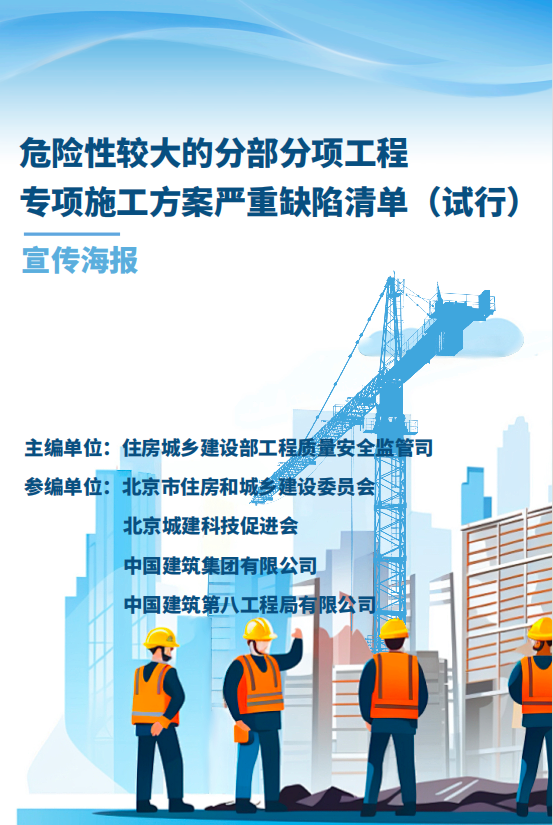 危险性较大的分部分项工程
专项施工方案严重缺陷清单（试行）
宣传海报
主编单位：住房城乡建设部工程质量安全监管司
参编单位：北京市住房和城乡建设委员会
北京城建科技促进会
中国建筑集团有限公司
中国建筑第八工程局有限公司